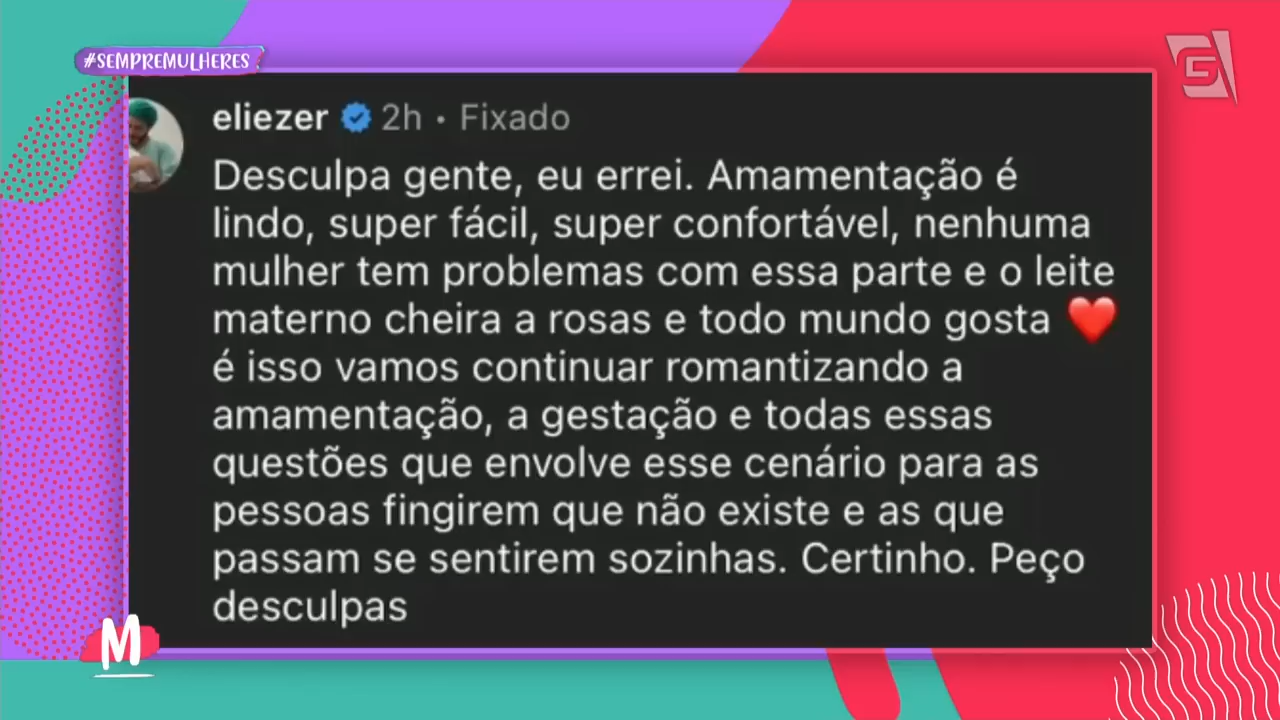 #SEMPREMULHERES
eliezer 2h • Fixado
Desculpa gente, eu errei. Amamentação é
lindo, super fácil, super confortável, nenhuma
mulher tem problemas com essa parte e o leite
materno cheira a rosas e todo mundo gosta ❤️
é isso vamos continuar romantizando a
amamentação, a gestação e todas essas
questões que envolve esse cenário para as
pessoas fingirem que não existe e as que
passam se sentirem sozinhas. Certinho. Peço
desculpas
M
G